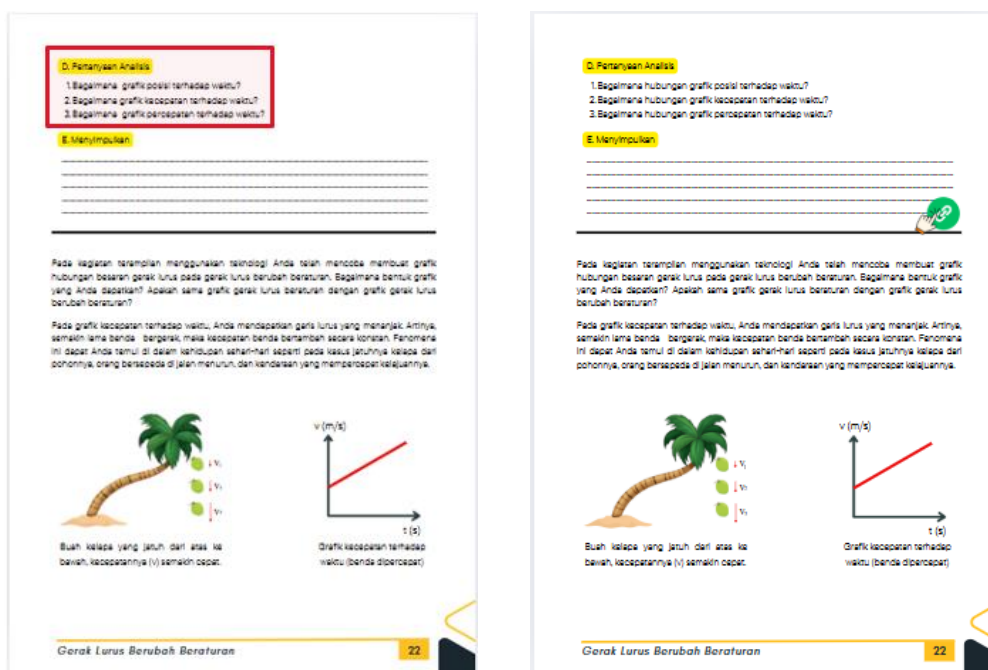 D. Pertanyaan Analisis
1. Bagaimana grafik posisi terhadap waktu?
2. Bagaimana grafik kecepatan terhadap waktu?
3. Bagaimana grafik percepatan terhadap waktu?
E. Menyimpulkan
Pada kegiatan terampilan menggunakan teknologi Anda telah mencoba membuat grafik
hubungan besaran gerak lurus pada gerak lurus berubah beraturan. Bagaimana bentuk grafik
yang Anda dapatkan? Apakah sama grafik gerak lurus beraturan dengan grafik gerak lurus
berubah beraturan?
Pada grafik kecepatan terhadap waktu, Anda mendapatkan garis lurus yang menanjak. Artinya,
semakin lama benda bergerak, maka kecepatan benda bertambah secara konstan. Fenomena
ini dapat Anda temui di dalam kehidupan sehari-hari seperti pada kasus jatuhnya kelapa dari
pohonnya, orang bersepeda di jalan menurun, dan kendaraan yang mempercepat kelajuannya.
v (m/s)
V₁
V₂
V₃
t (s)
Buah kelapa yang jatuh dari atas ke
bawah, kecepatannya (v) semakin cepat.
Grafik kecepatan terhadap
waktu (benda dipercepat)
Gerak Lurus Berubah Beraturan
22
D. Pertanyaan Analisis
1. Bagaimana hubungan grafik posisi terhadap waktu?
2. Bagaimana hubungan grafik kecepatan terhadap waktu?
3. Bagaimana hubungan grafik percepatan terhadap waktu?
E. Menyimpulkan
Pada kegiatan terampilan menggunakan teknologi Anda telah mencoba membuat grafik
hubungan besaran gerak lurus pada gerak lurus berubah beraturan. Bagaimana bentuk grafik
yang Anda dapatkan? Apakah sama grafik gerak lurus beraturan dengan grafik gerak lurus
berubah beraturan?
Pada grafik kecepatan terhadap waktu, Anda mendapatkan garis lurus yang menanjak. Artinya,
semakin lama benda bergerak, maka kecepatan benda bertambah secara konstan. Fenomena
ini dapat Anda temui di dalam kehidupan sehari-hari seperti pada kasus jatuhnya kelapa dari
pohonnya, orang bersepeda di jalan menurun, dan kendaraan yang mempercepat kelajuannya.
v (m/s)
V₁
V₂
V₃
t (s)
Buah kelapa yang jatuh dari atas ke
bawah, kecepatannya (v) semakin cepat.
Grafik kecepatan terhadap
waktu (benda dipercepat)
Gerak Lurus Berubah Beraturan
22